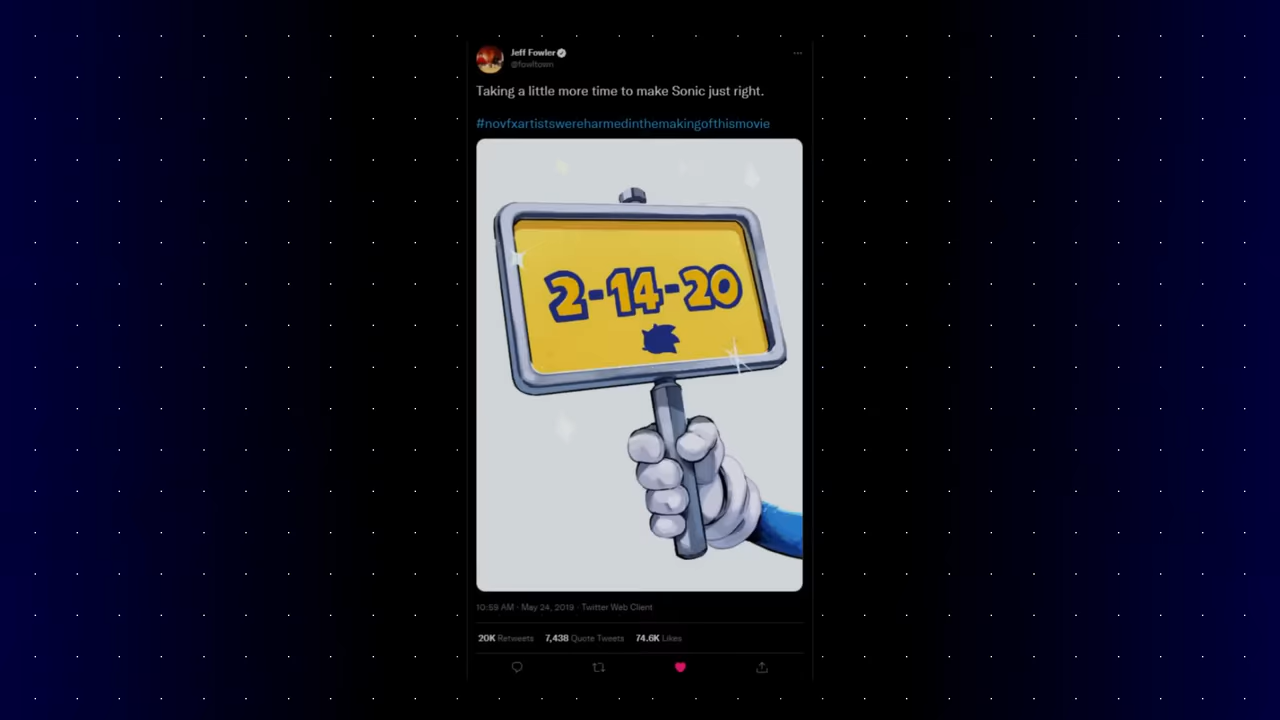 Jeff Fowler
@fowltown
Taking a little more time to make Sonic just right.
#novfxartistswereharmedinthemakingofthismovie
2-14-20
10:59 AM · May 24, 2019 · Twitter Web Client
20K Retweets 7,438 Quote Tweets 74.6K Likes